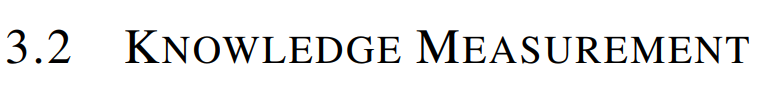 3.2 KNOWLEDGE MEASUREMENT